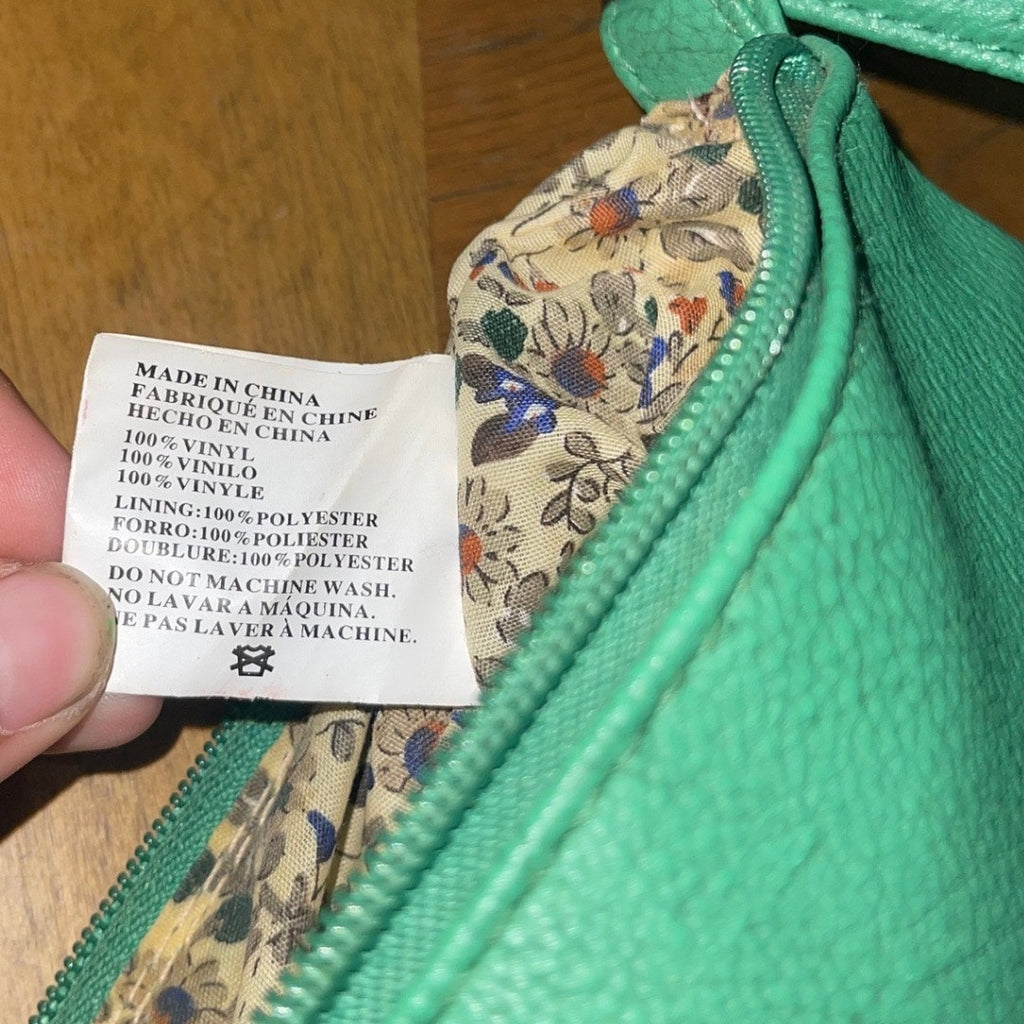 MADE IN CHINA
FABRIQUÉ EN CHINE
HECHO EN CHINA
100% VINYL
100% VINILO
100% VINYLE
LINING:100% POLYESTER
FORRO:100% POLIESTER
DOUBLURE:100% POLYESTER
DO NOT MACHINE WASH.
NO LAVAR A MÁQUINA.
NE PAS LAVER À MACHINE.